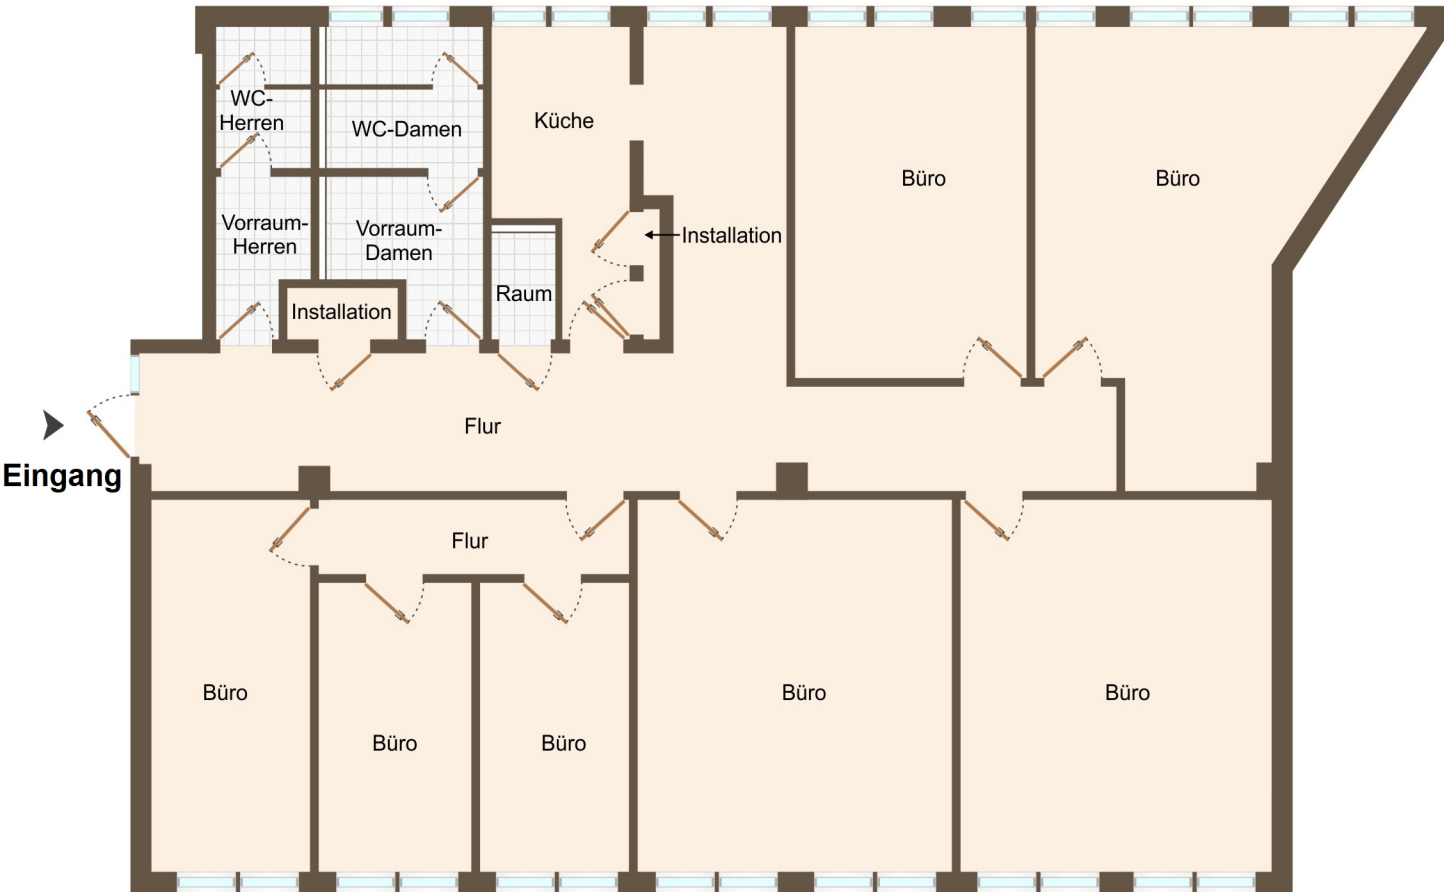 WC-
Herren
WC-Damen
Küche
Büro
Büro
Vorraum-
Herren
Vorraum-
Damen
Installation
Raum
Installation
Flur
Eingang
Flur
Büro
Büro
Büro
Büro
Büro